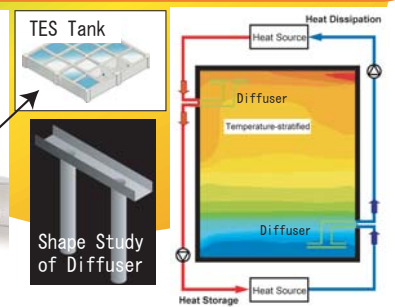 TES Tank
Shape Study
of Diffuser
Heat Dissipation
Heat Source
Diffuser
Temperature-stratified
Diffuser
Heat Source
Heat Storage